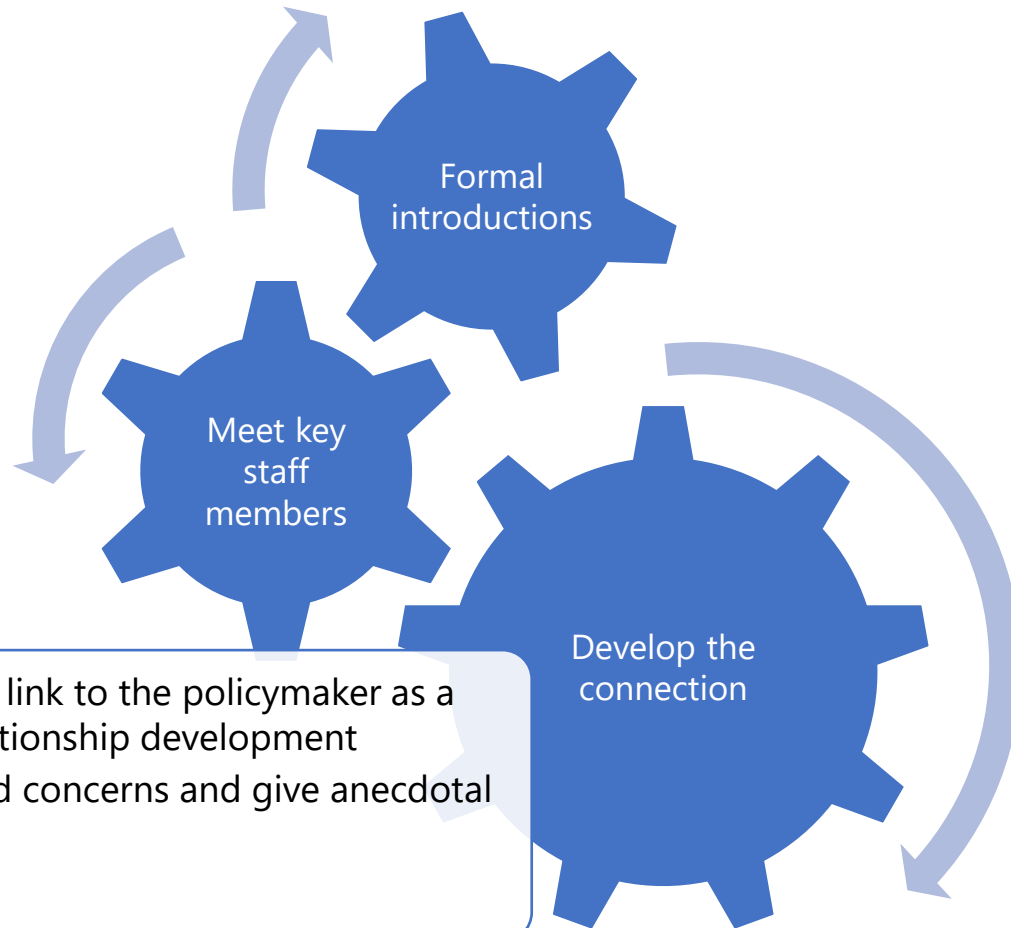 Formal
introductions
Meet key
staff
members
Develop the
connection
link to the policymaker as a
tionship development
d concerns and give anecdotal